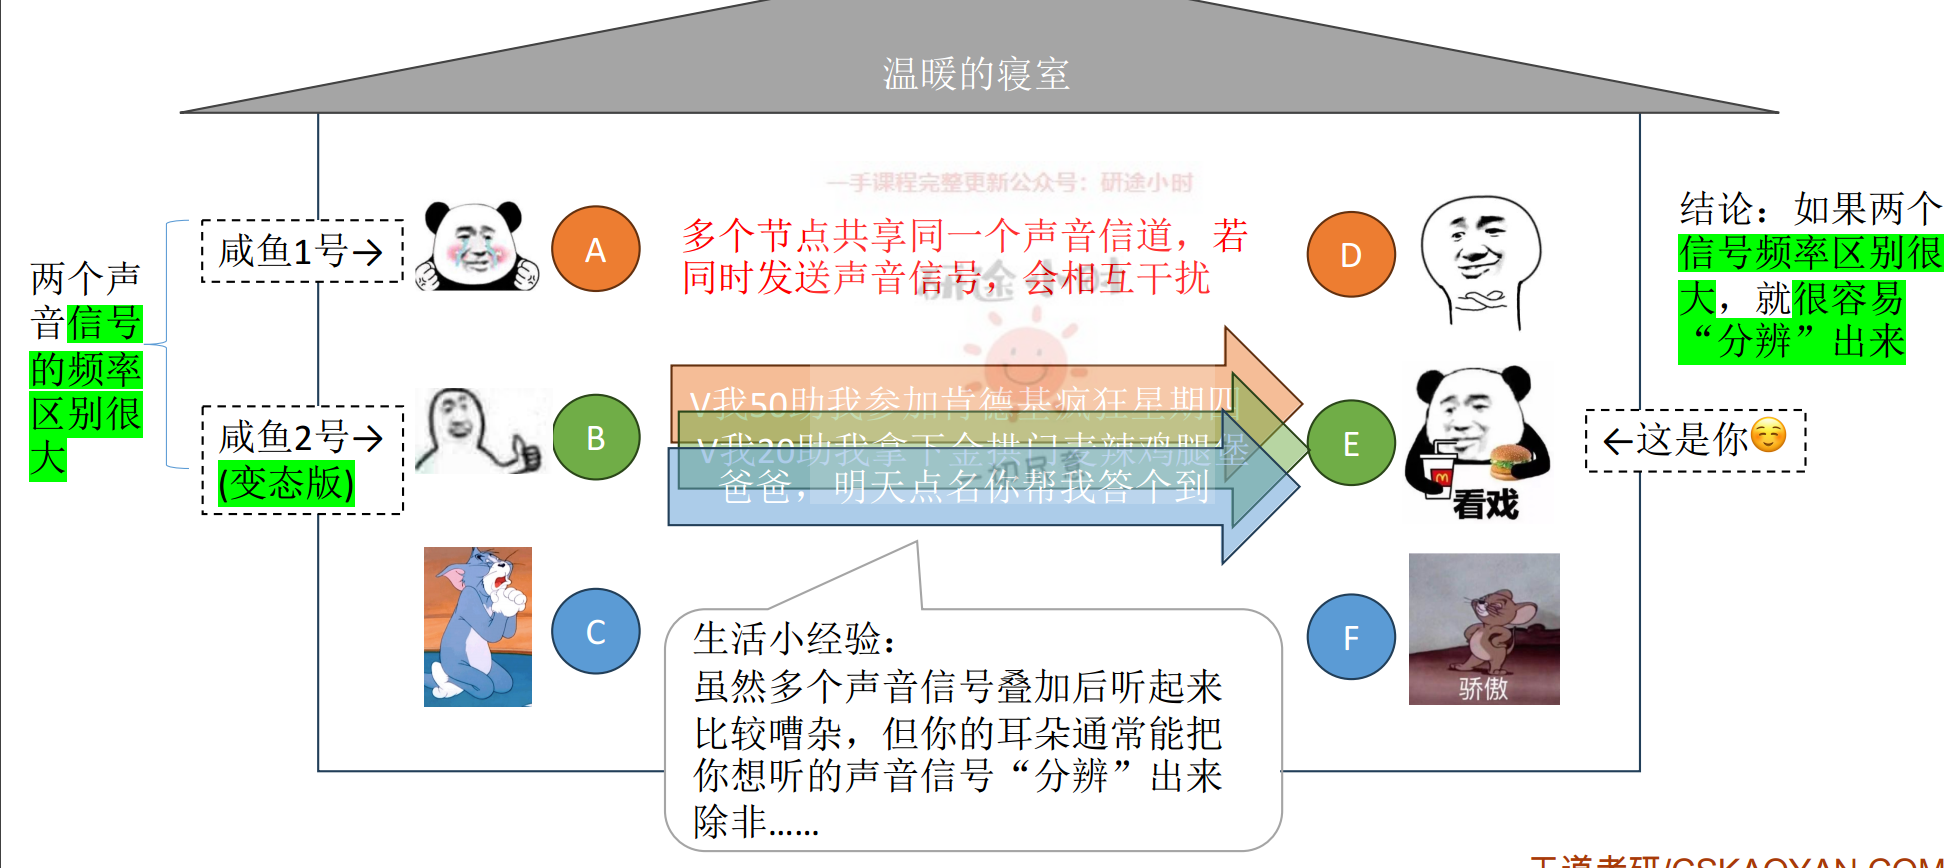 温暖的寝室
一手课程完整更新公众号：研途小时
两个声
音信号
的频率
区别很
大
咸鱼1号→
A
多个节点共享同一个声音信道，若
同时发送声音信号，会相互干扰
研途小时
D
结论：如果两个
信号频率区别很
大，就很容易
“分辨”出来
咸鱼2号→
(变态版)
B
V我50助我参加肯德基疯狂星期四
V我20助我拿下金拱门麦辣鸡腿堡
爸爸，明天点名你帮我答个到
E
看戏
←这是你
C
生活小经验：
虽然多个声音信号叠加后听起来
比较嘈杂，但你的耳朵通常能把
你想听的声音信号“分辨”出来
除非……
F
骄傲
王道考研/CSKAOYAN.COM